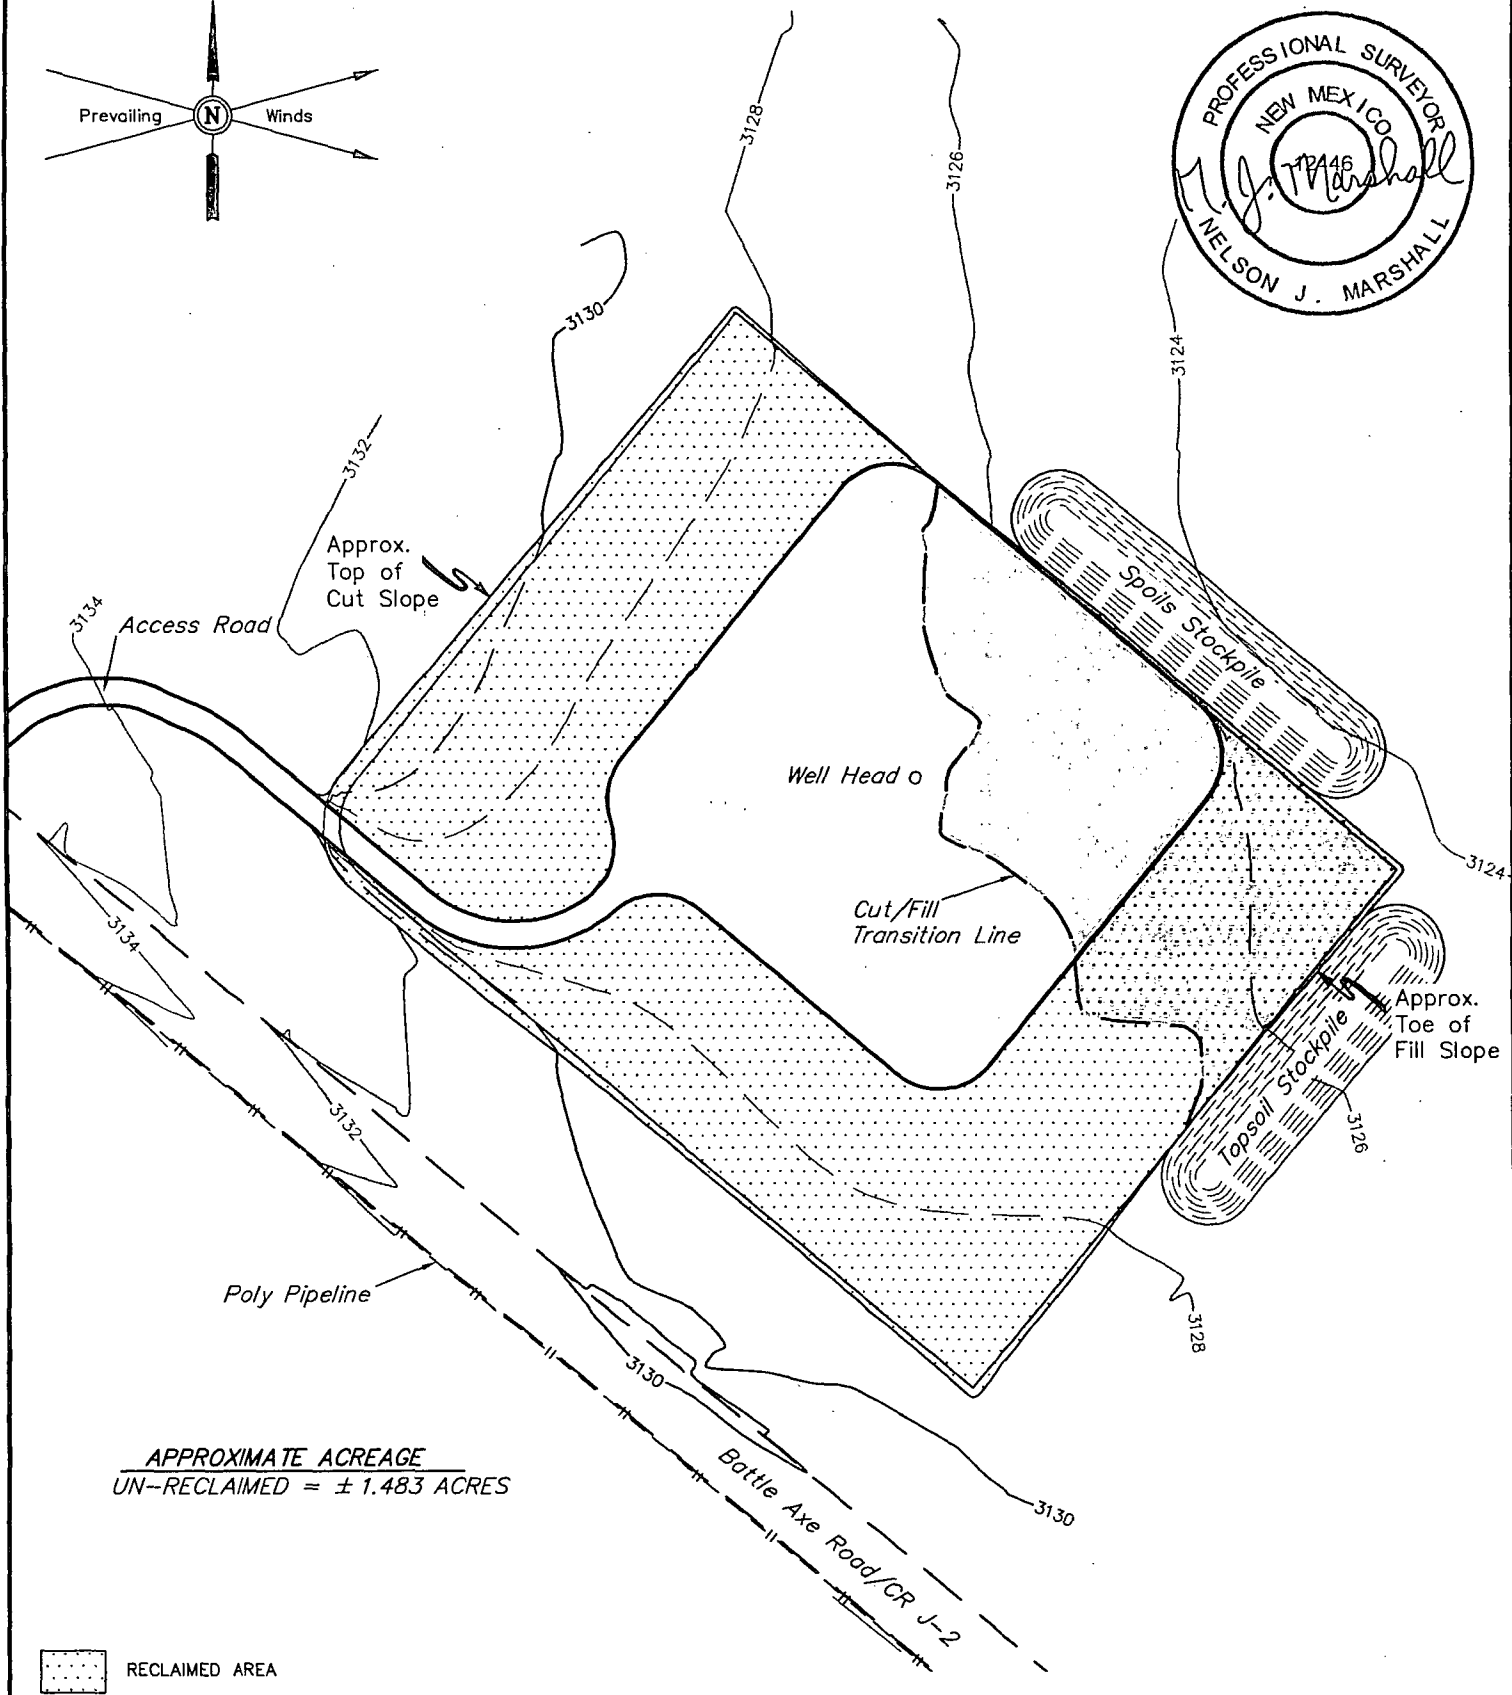 Prevailing
N
Winds
PROFESSIONAL SURVEYOR
NEW MEXICO
12446
N. J. Marshall
NELSON J. MARSHALL
3128
3126
3124
3130
3132
Approx.
Top of
Cut Slope
3134
Access Road
Spoils Stockpile
Well Head
3124
Cut/Fill
Transition Line
3134
Approx.
Toe of
Fill Slope
Topsoil Stockpile
3126
3132
Poly Pipeline
3128
3130
APPROXIMATE ACREAGE
UN-RECLAIMED = ± 1.483 ACRES
Battle Axe Road/CR J-2
3130
RECLAIMED AREA